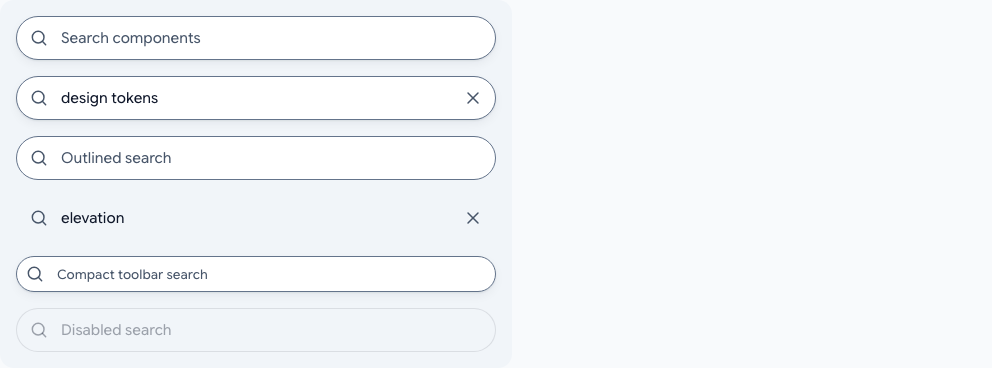 Search components
design tokens
Outlined search
elevation
Compact toolbar search
Disabled search